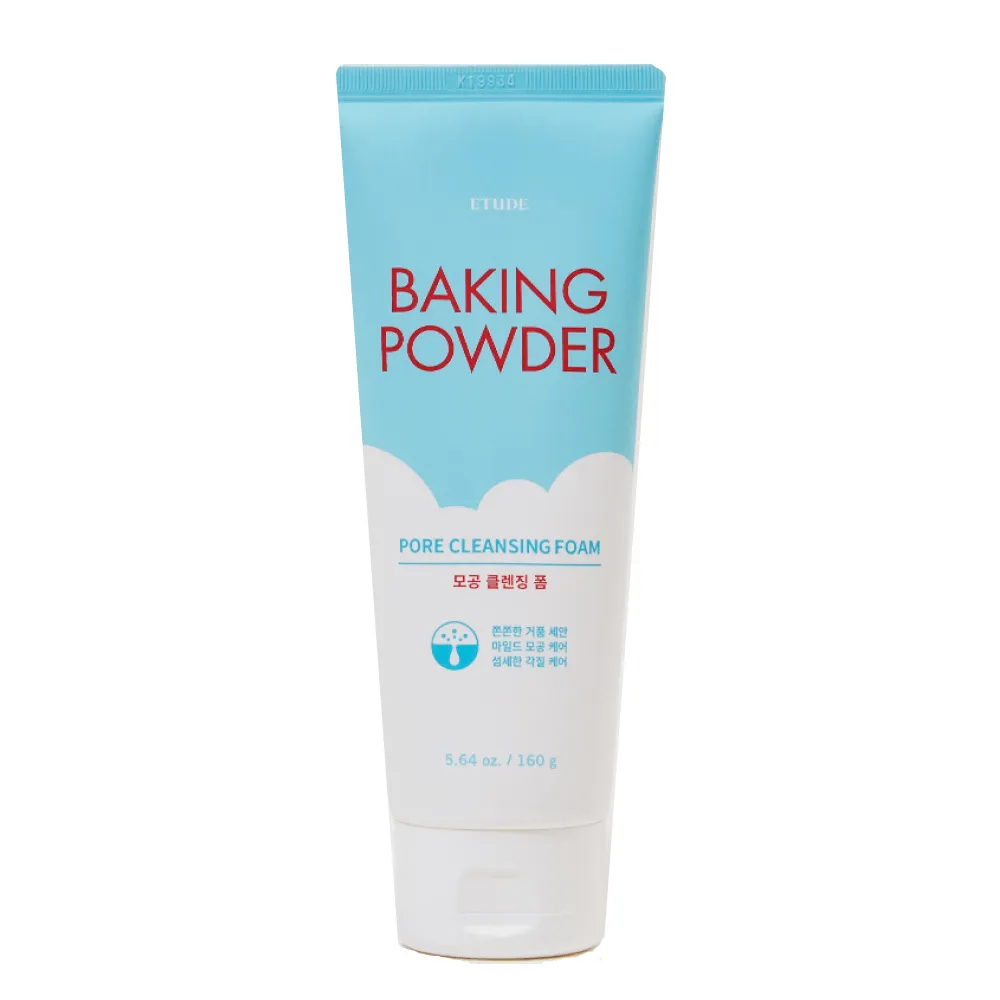 KT9934
ETUDE
BAKING
POWDER
PORE CLEANSING FOAM
모공 클렌징 폼
쫀쫀한 거품 세안
마일드 모공 케어
섬세한 각질 케어
5.64 oz. / 160 g